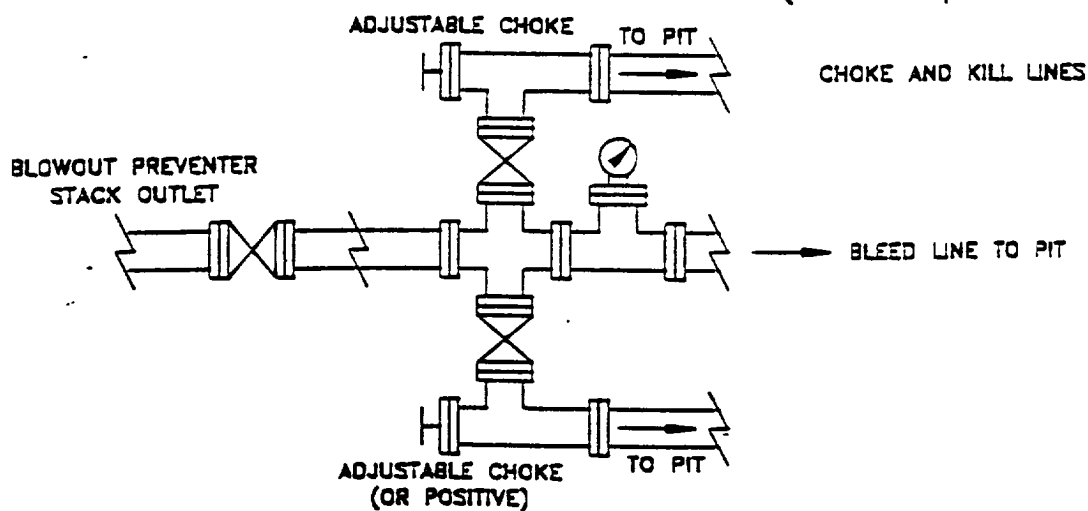 ADJUSTABLE CHOKE
TO PIT
CHOKE AND KILL LINES
BLOWOUT PREVENTER
STACK OUTLET
BLEED LINE TO PIT
TO PIT
ADJUSTABLE CHOKE
(OR POSITIVE)